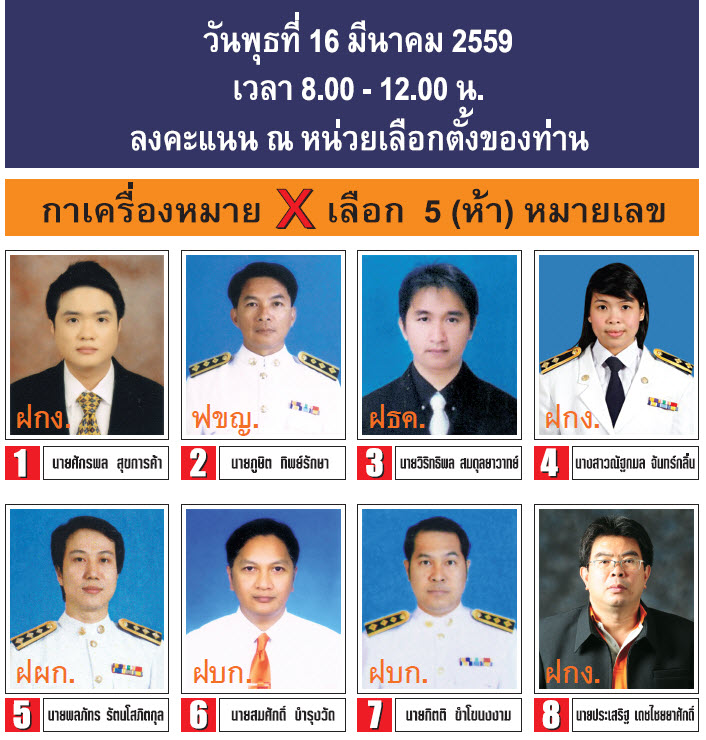 วันพุธที่ 16 มีนาคม 2559
เวลา 8.00 - 12.00 น.
ลงคะแนน ณ หน่วยเลือกตั้งของท่าน
กาเครื่องหมาย X เลือก 5 (ห้า) หมายเลข
ฝกง. ฟขญ. ฝธค. ฝกง.
1 นายศักรพล สุขการค้า 2 นายภูษิต ทิพย์รักษา 3 นายวิริทธิพล สมดุลยาวาทย์ 4 นางสาวณัฐกมล จันทร์กลิ่น
ฝผก. ฝบก. ฝบก. ฝกง.
5 นายพลภัทร รัตนโสภิตกุล 6 นายสมศักดิ์ บำรุงวัด 7 นายกิตติ ขำโขนงงาม 8 นายประเสริฐ เดชไชยยาศักดิ์